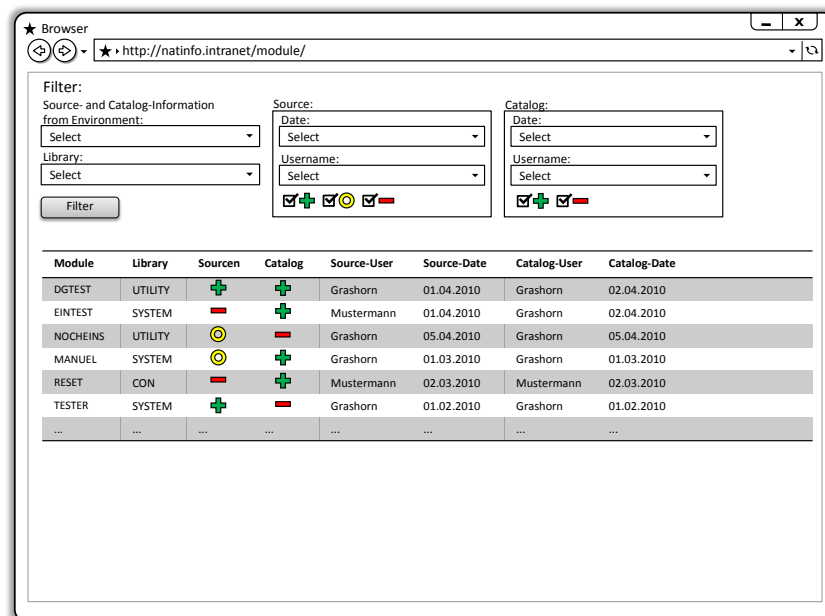 Browser
http://natinfo.intranet/module/
X
Filter:
Source- and Catalog-Information
from Environment:
Select
Library:
Select
Filter
Source:
Date:
Select
Username:
Select
Catalog:
Date:
Select
Username:
Select
Module Library Sourcen Catalog Source-User Source-Date Catalog-User Catalog-Date
DGTEST UTILITY Grashorn 01.04.2010 Grashorn 02.04.2010
EINTEST SYSTEM Mustermann 01.04.2010 Grashorn 02.04.2010
NOCHEINS UTILITY Grashorn 05.04.2010 Grashorn 05.04.2010
MANUEL SYSTEM Grashorn 01.03.2010 Grashorn 01.03.2010
RESET CON Mustermann 02.03.2010 Mustermann 02.03.2010
TESTER SYSTEM Grashorn 01.02.2010 Grashorn 01.02.2010
... ... ... ... ... ... ... ...